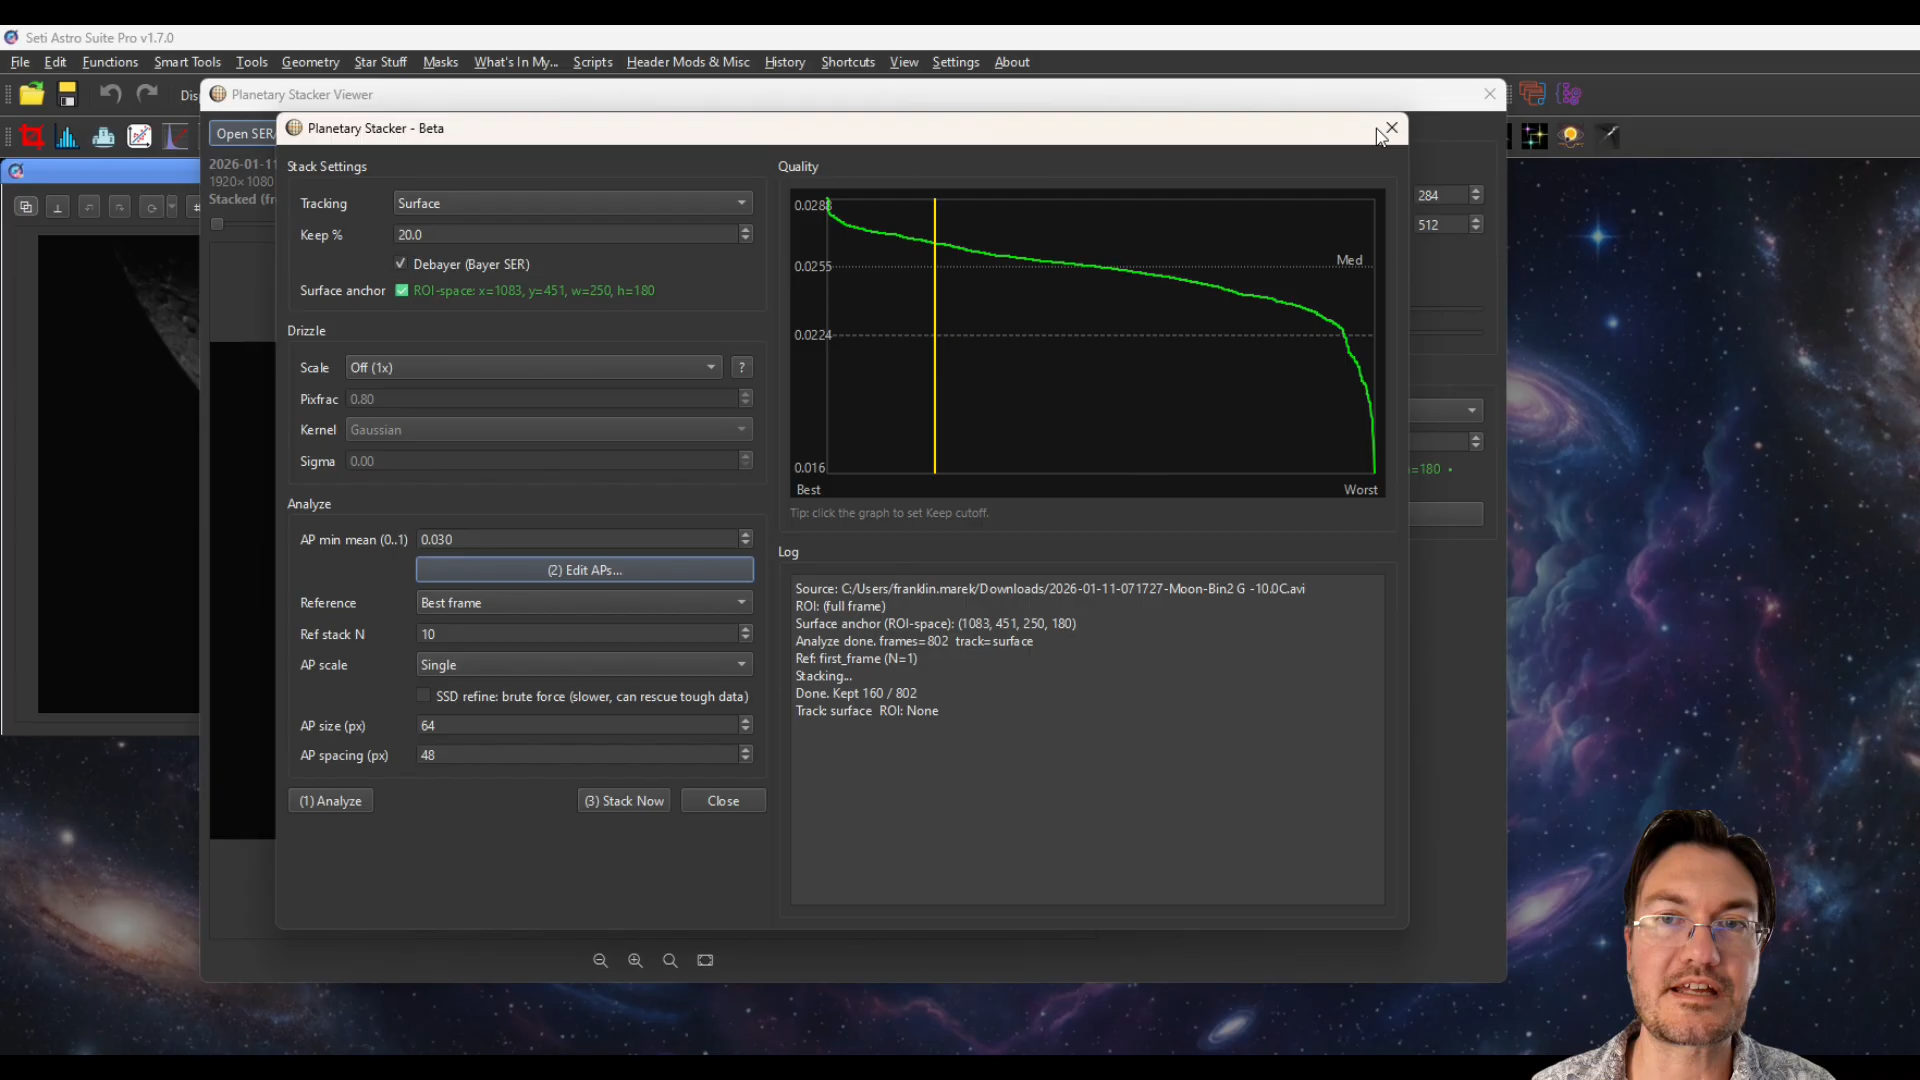 Seti Astro Suite Pro v1.7.0
File Edit Functions Smart Tools Tools Geometry Star Stuff Masks What's In My... Scripts Header Mods & Misc History Shortcuts View Settings About
Planetary Stacker Viewer
Open SER
Planetary Stacker - Beta
2026-01-11
1920×1080
Stacked (fr
Stack Settings
Tracking Surface
Keep % 20.0
Debayer (Bayer SER)
Surface anchor ROI-space: x=1083, y=451, w=250, h=180
Drizzle
Scale Off (1x) ?
Pixfrac 0.80
Kernel Gaussian
Sigma 0.00
Analyze
AP min mean (0..1) 0.030
(2) Edit APs...
Reference Best frame
Ref stack N 10
AP scale Single
SSD refine: brute force (slower, can rescue tough data)
AP size (px) 64
AP spacing (px) 48
(1) Analyze (3) Stack Now Close
Quality
0.0288
0.0255 Med
0.0224
0.016
Best Worst
Tip: click the graph to set Keep cutoff.
Log
Source: C:/Users/franklin.marek/Downloads/2026-01-11-071727-Moon-Bin2 G -10.0C.avi
ROI: (full frame)
Surface anchor (ROI-space): (1083, 451, 250, 180)
Analyze done. frames=802 track=surface
Ref: first_frame (N=1)
Stacking...
Done. Kept 160 / 802
Track: surface ROI: None
284
512
=180 •